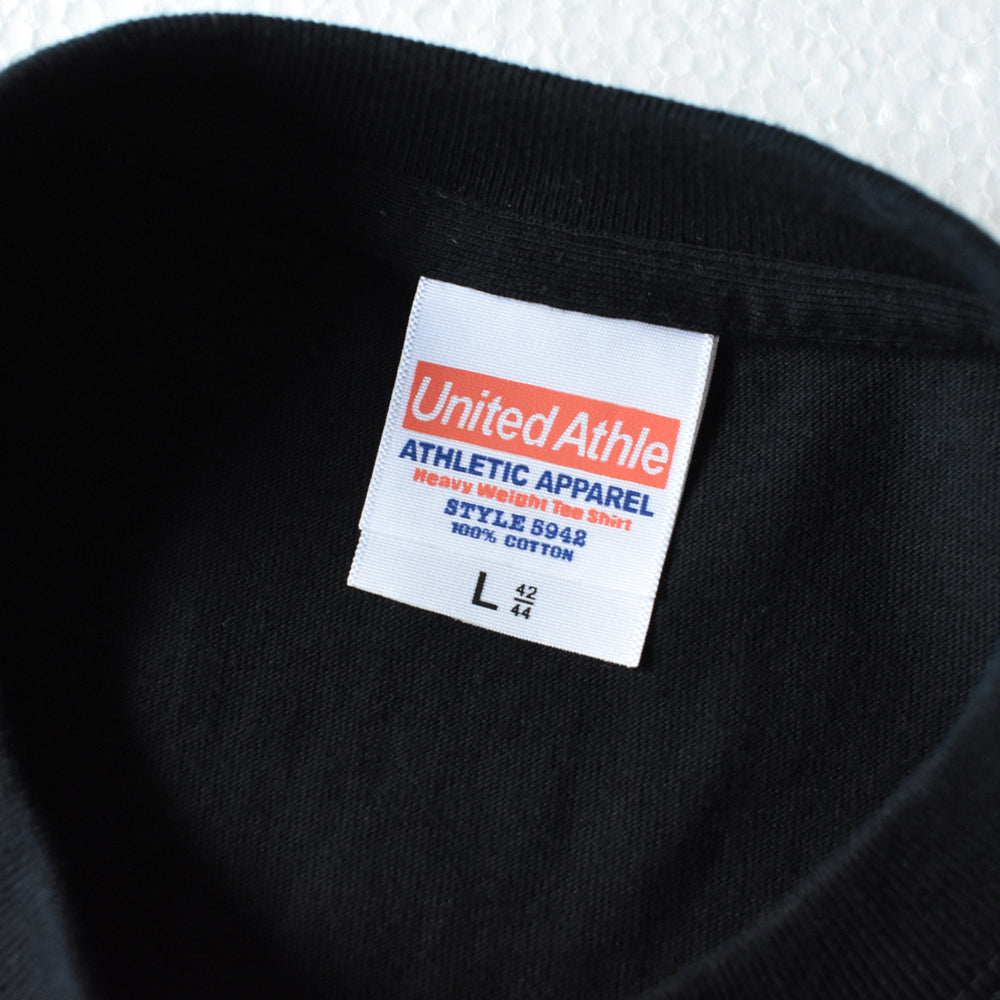 United Athle
ATHLETIC APPAREL
Heavy Weight Tee Shirt
STYLE 5942
100% COTTON
L 42/44